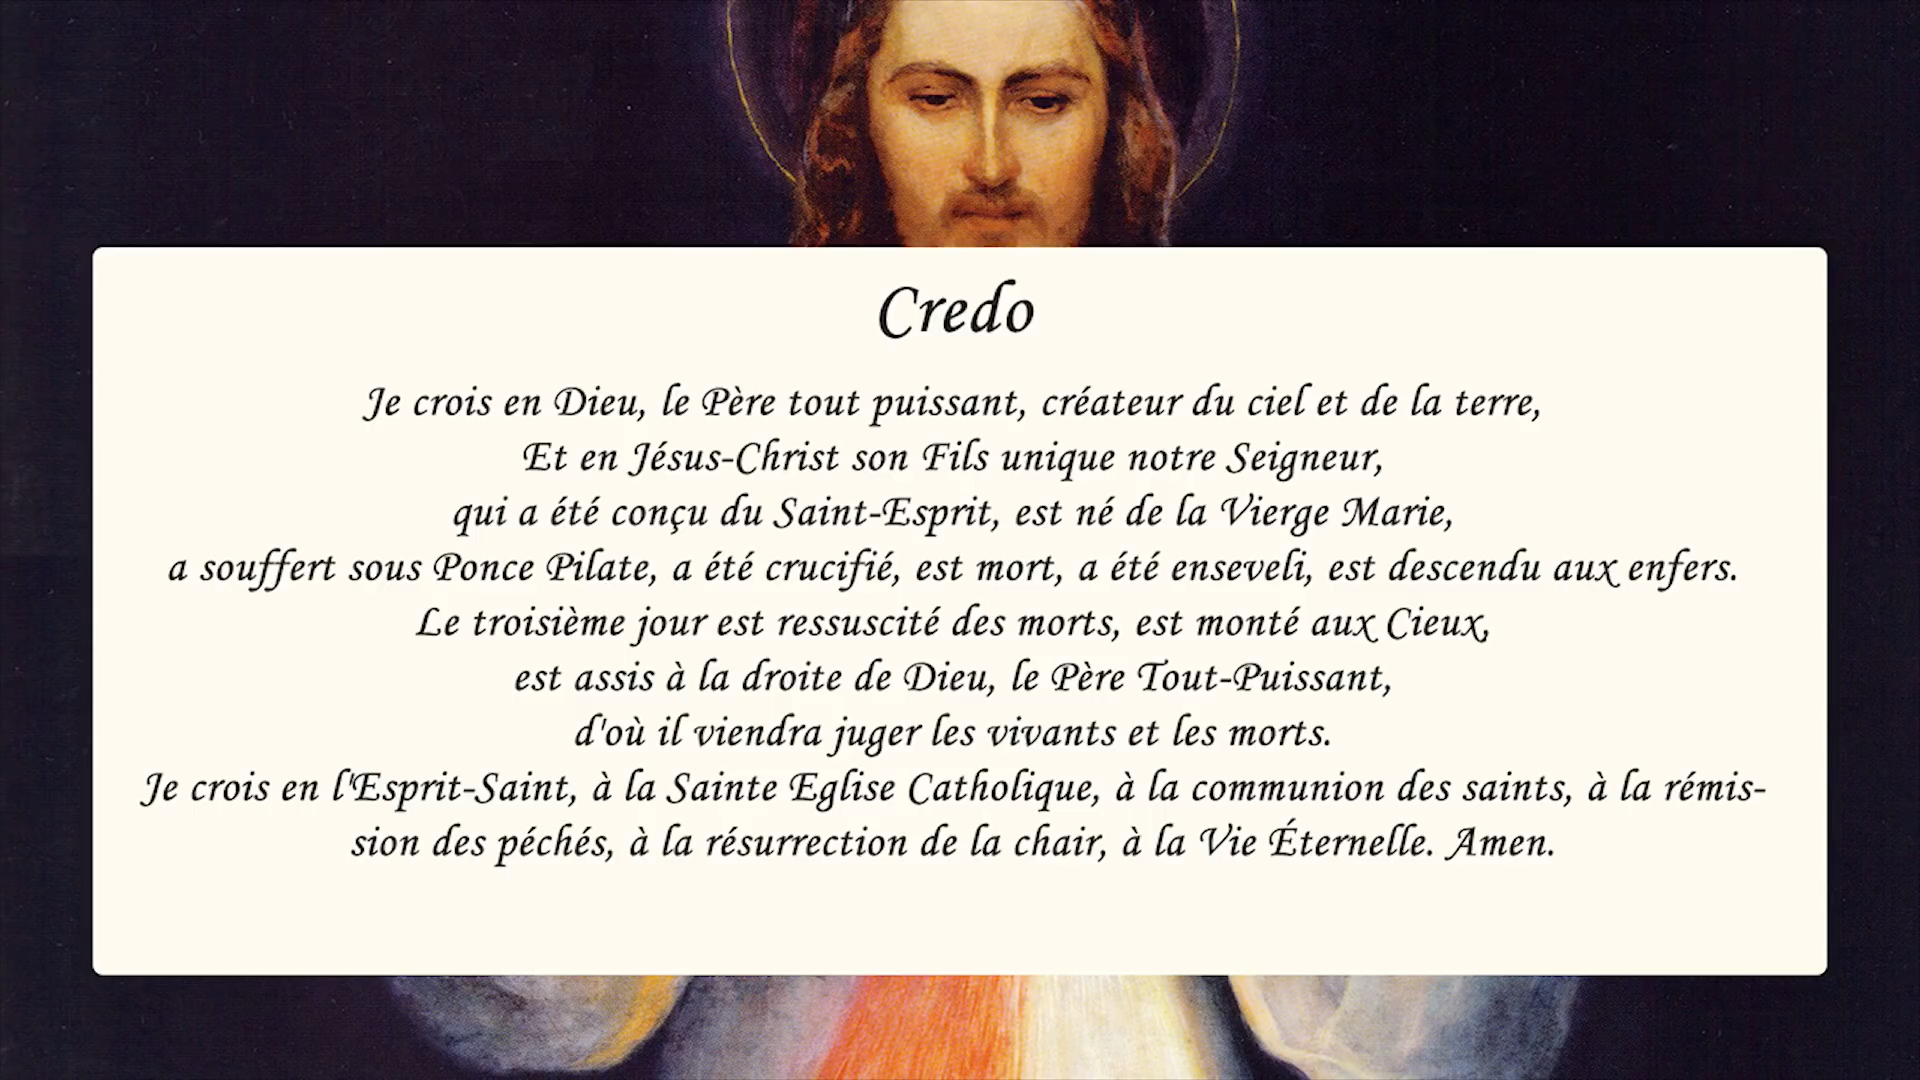 Credo
Je crois en Dieu, le Père tout puissant, créateur du ciel et de la terre,
Et en Jésus-Christ son Fils unique notre Seigneur,
qui a été conçu du Saint-Esprit, est né de la Vierge Marie,
a souffert sous Ponce Pilate, a été crucifié, est mort, a été enseveli, est descendu aux enfers.
Le troisième jour est ressuscité des morts, est monté aux Cieux,
est assis à la droite de Dieu, le Père Tout-Puissant,
d'où il viendra juger les vivants et les morts.
Je crois en l'Esprit-Saint, à la Sainte Eglise Catholique, à la communion des saints, à la rémis-
sion des péchés, à la résurrection de la chair, à la Vie Éternelle. Amen.